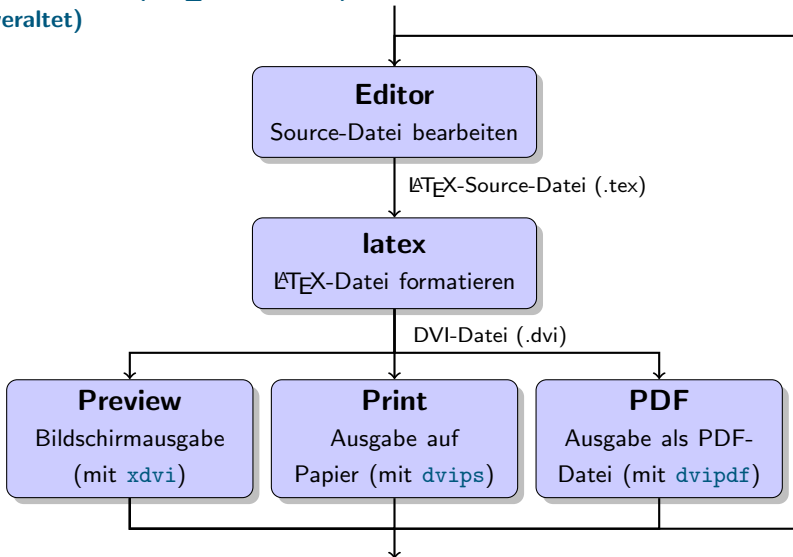 eraltet)
Editor
Source-Datei bearbeiten
LATEX-Source-Datei (.tex)
latex
LATEX-Datei formatieren
DVI-Datei (.dvi)
Preview
Bildschirmausgabe
(mit xdvi)
Print
Ausgabe auf
Papier (mit dvips)
PDF
Ausgabe als PDF-
Datei (mit dvipdf)